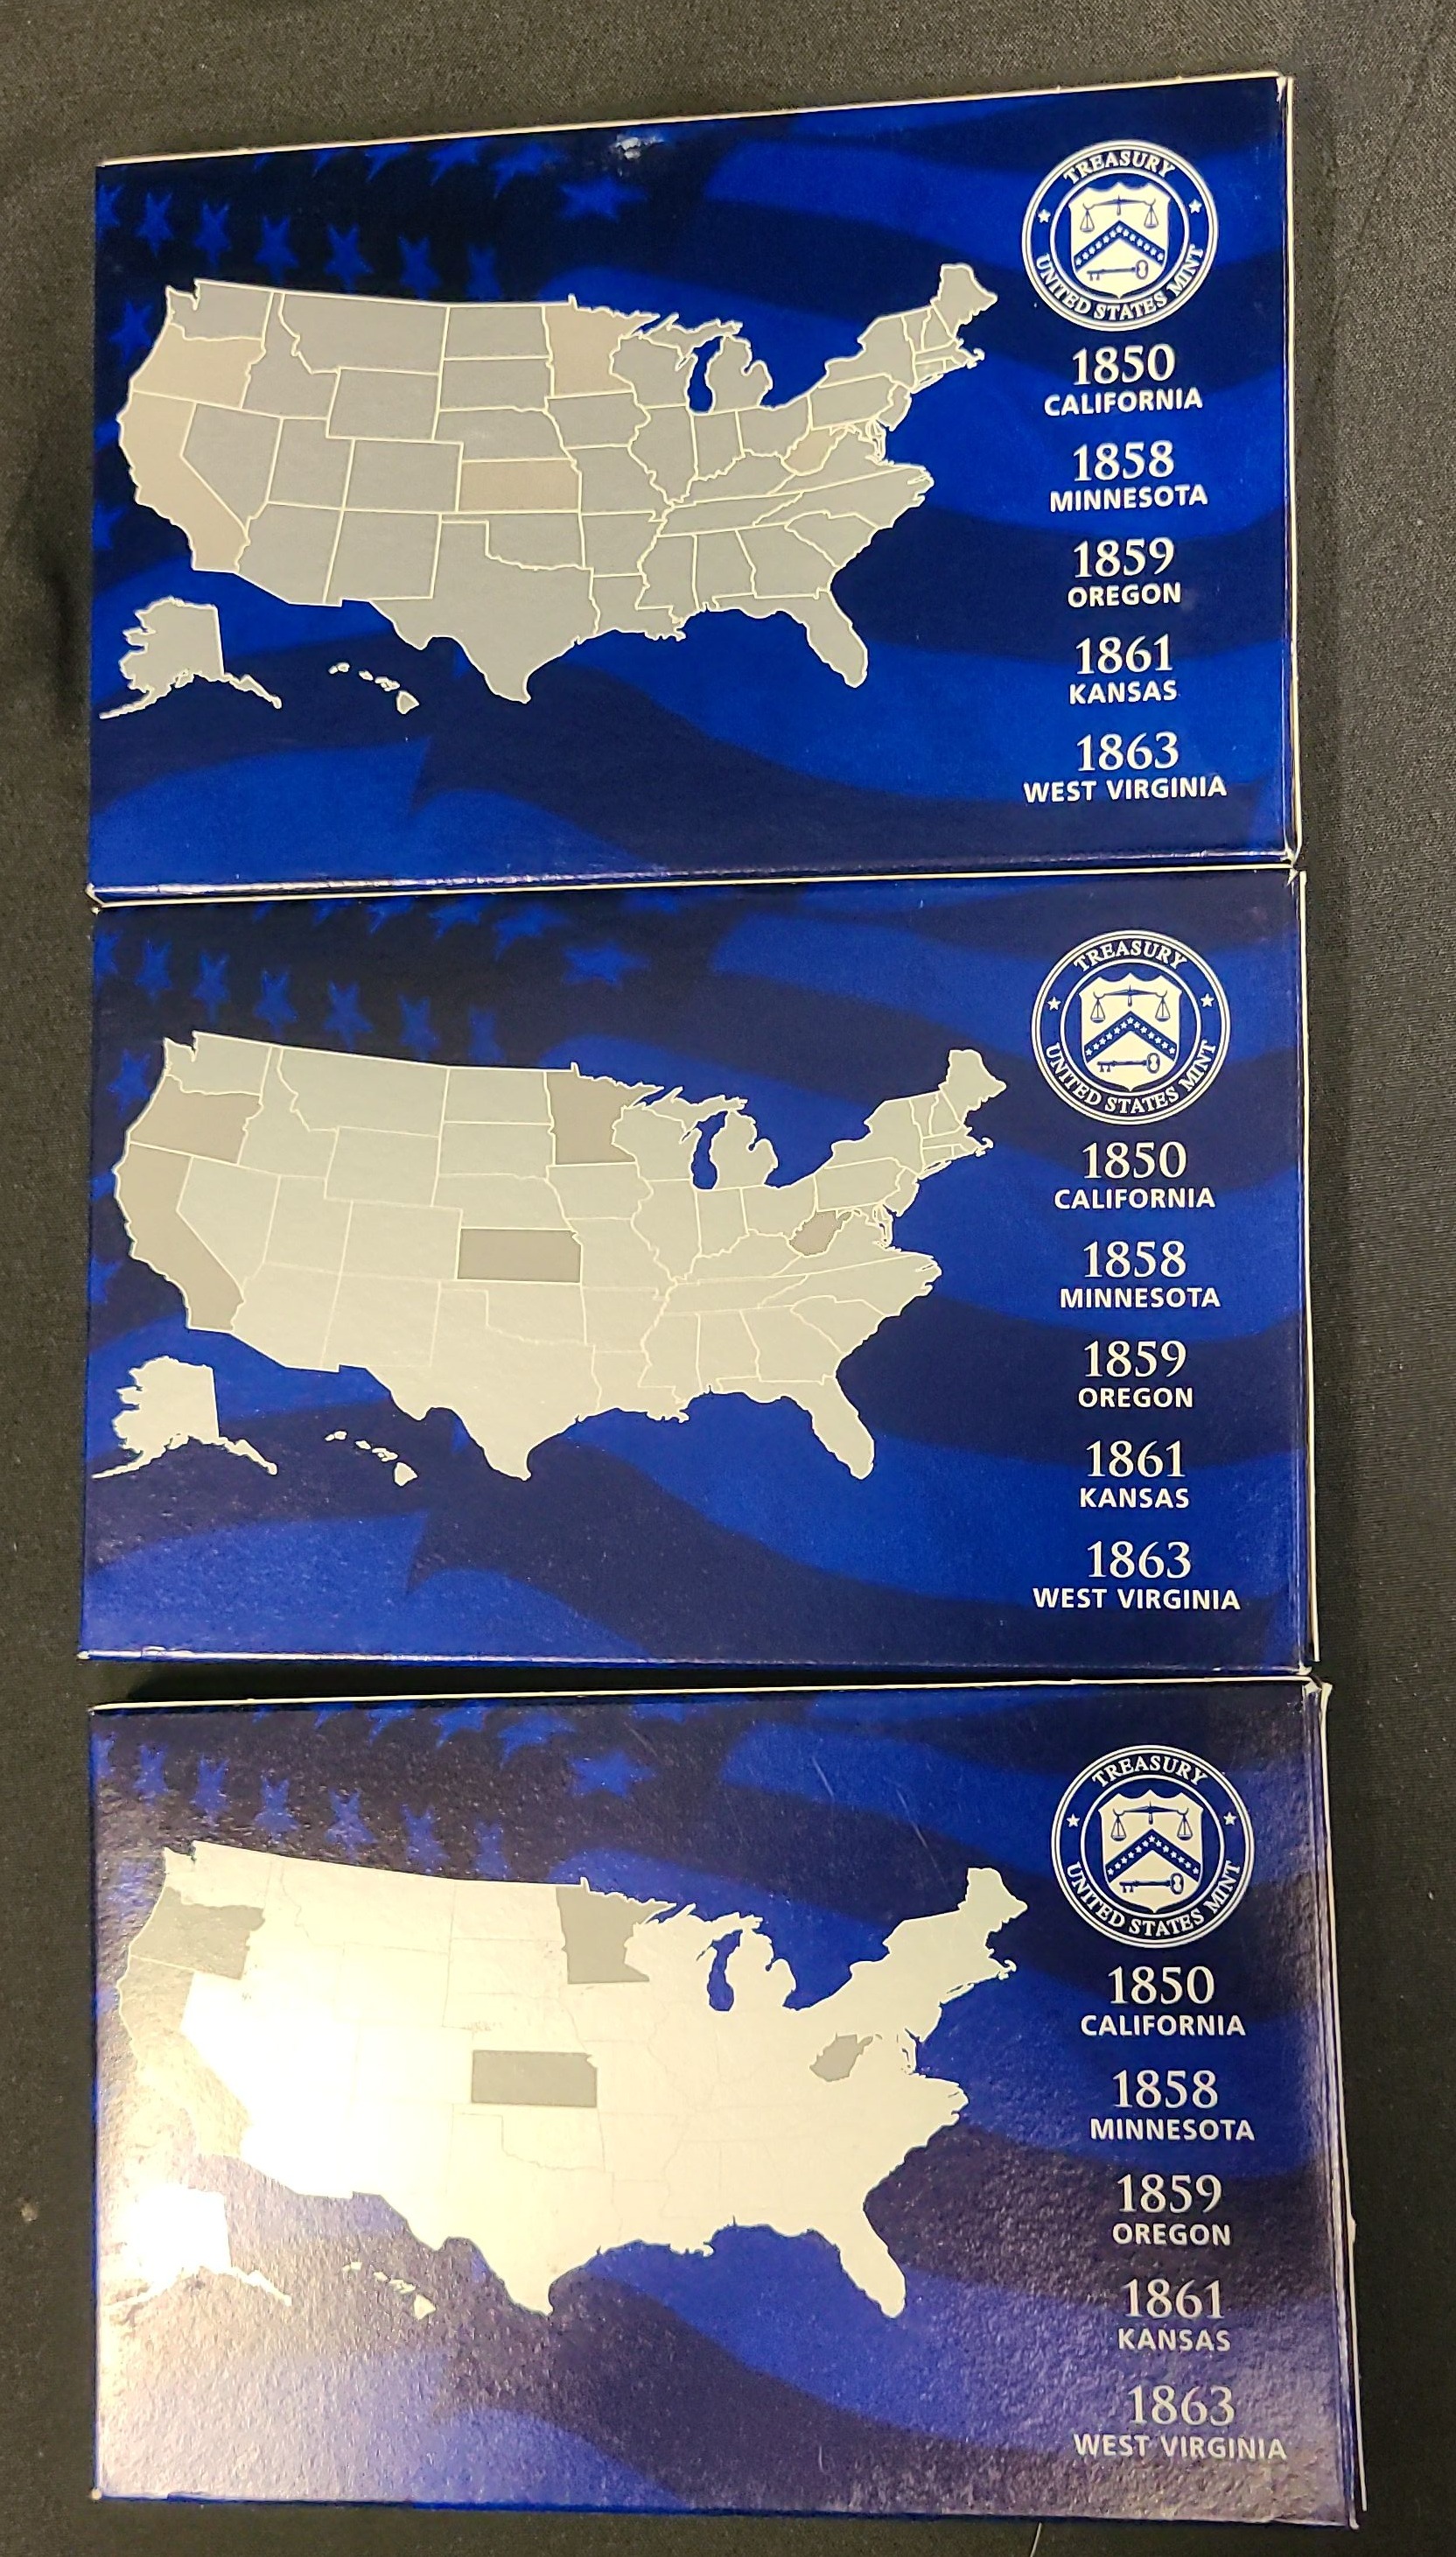 TREASURY
UNITED STATES MINT
1850
CALIFORNIA
1858
MINNESOTA
1859
OREGON
1861
KANSAS
1863
WEST VIRGINIA
TREASURY
UNITED STATES MINT
1850
CALIFORNIA
1858
MINNESOTA
1859
OREGON
1861
KANSAS
1863
WEST VIRGINIA
TREASURY
UNITED STATES MINT
1850
CALIFORNIA
1858
MINNESOTA
1859
OREGON
1861
KANSAS
1863
WEST VIRGINIA